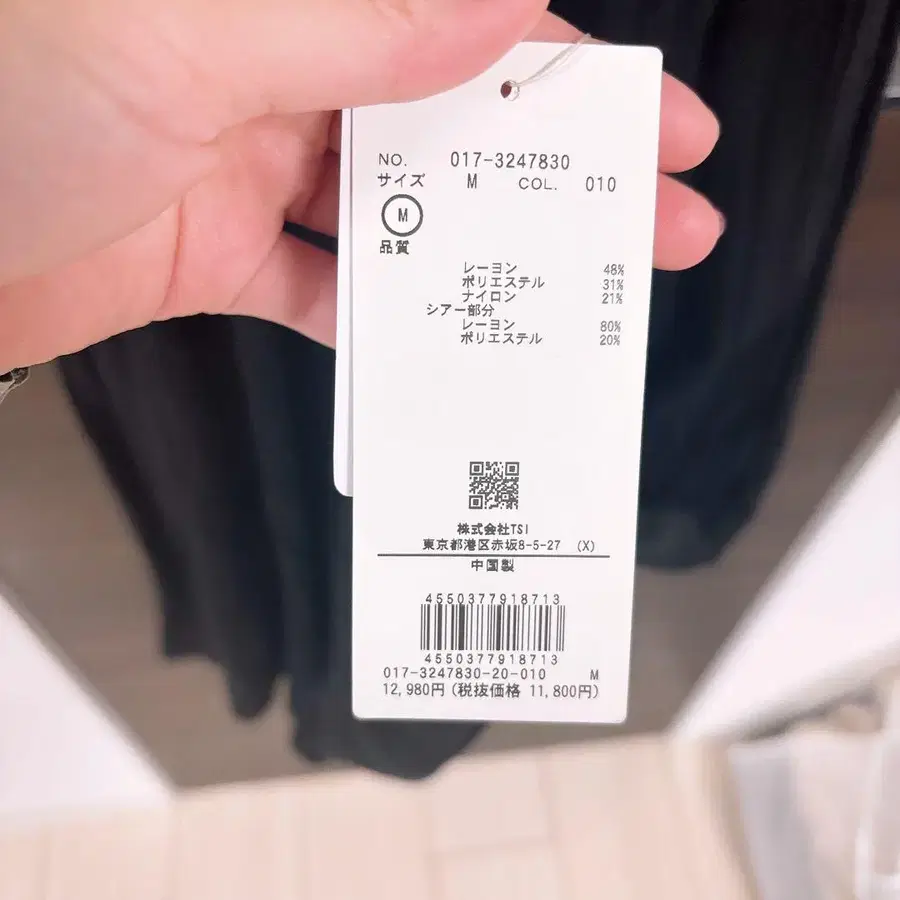 NO. 017-3247830
サイズ M COL. 010
M
品質
レーヨン 48%
ポリエステル 31%
ナイロン 21%
シアー部分
レーヨン 80%
ポリエステル 20%
株式会社TSI
東京都港区赤坂8-5-27 (X)
中国製
4550377918713
4550377918713
017-3247830-20-010 M
12,980円 (税抜価格 11,800円)